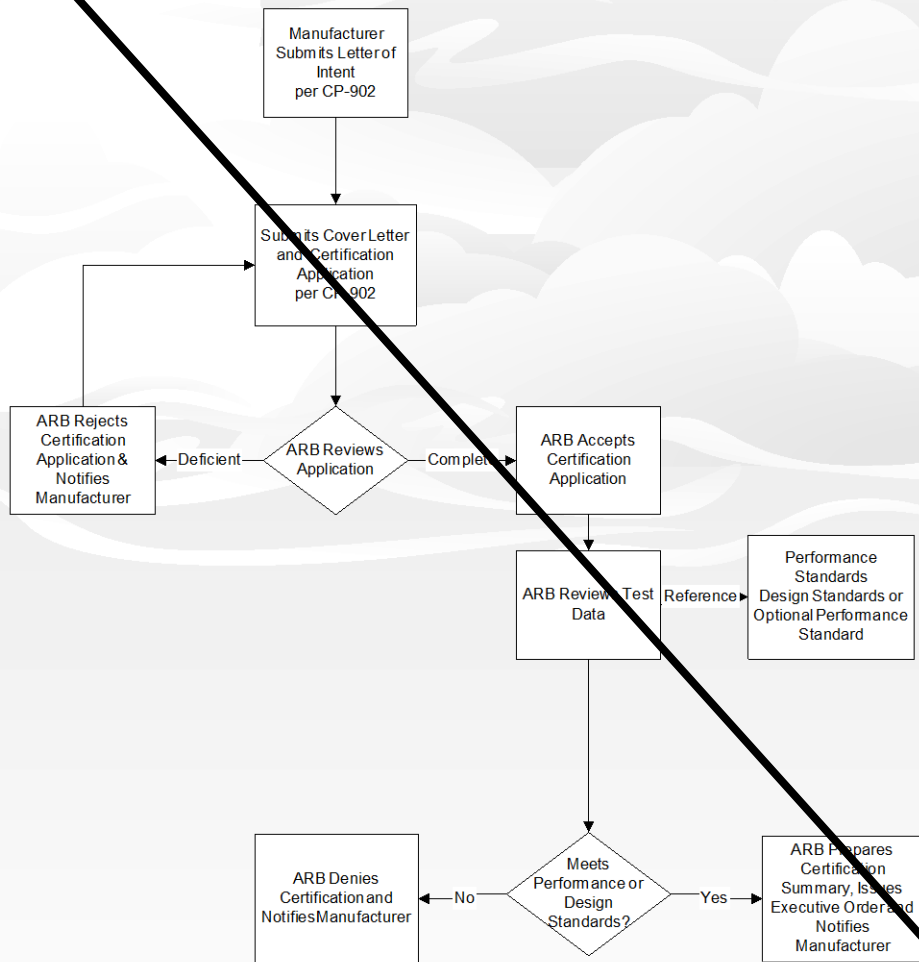 Manufacturer
Submits Letter of
Intent
per CP-902
Submits Cover Letter
and Certification
Application
per CP-902
ARB Rejects
Certification
Application &
Notifies
Manufacturer
Deficient
ARB Reviews
Application
Complete
ARB Accepts
Certification
Application
ARB Reviews Test
Data
Reference
Performance
Standards
Design Standards or
Optional Performance
Standard
ARB Denies
Certification and
Notifies Manufacturer
No
Meets
Performance or
Design
Standards?
Yes
ARB Prepares
Certification
Summary, Issues
Executive Order and
Notifies
Manufacturer